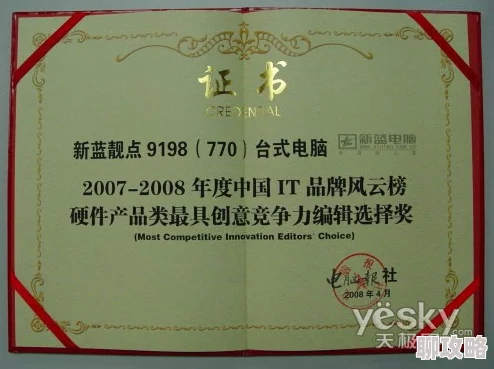 证书
CREDENTIAL
新蓝靓点 9198（770）台式电脑
新蓝电脑
2007-2008 年度中国 IT 品牌风云榜
硬件产品类最具创意竞争力编辑选择奖
(Most Competitive Innovation Editors' Choice)
电脑报 社
2008 年 4 月
yesky
天极
聊攻略